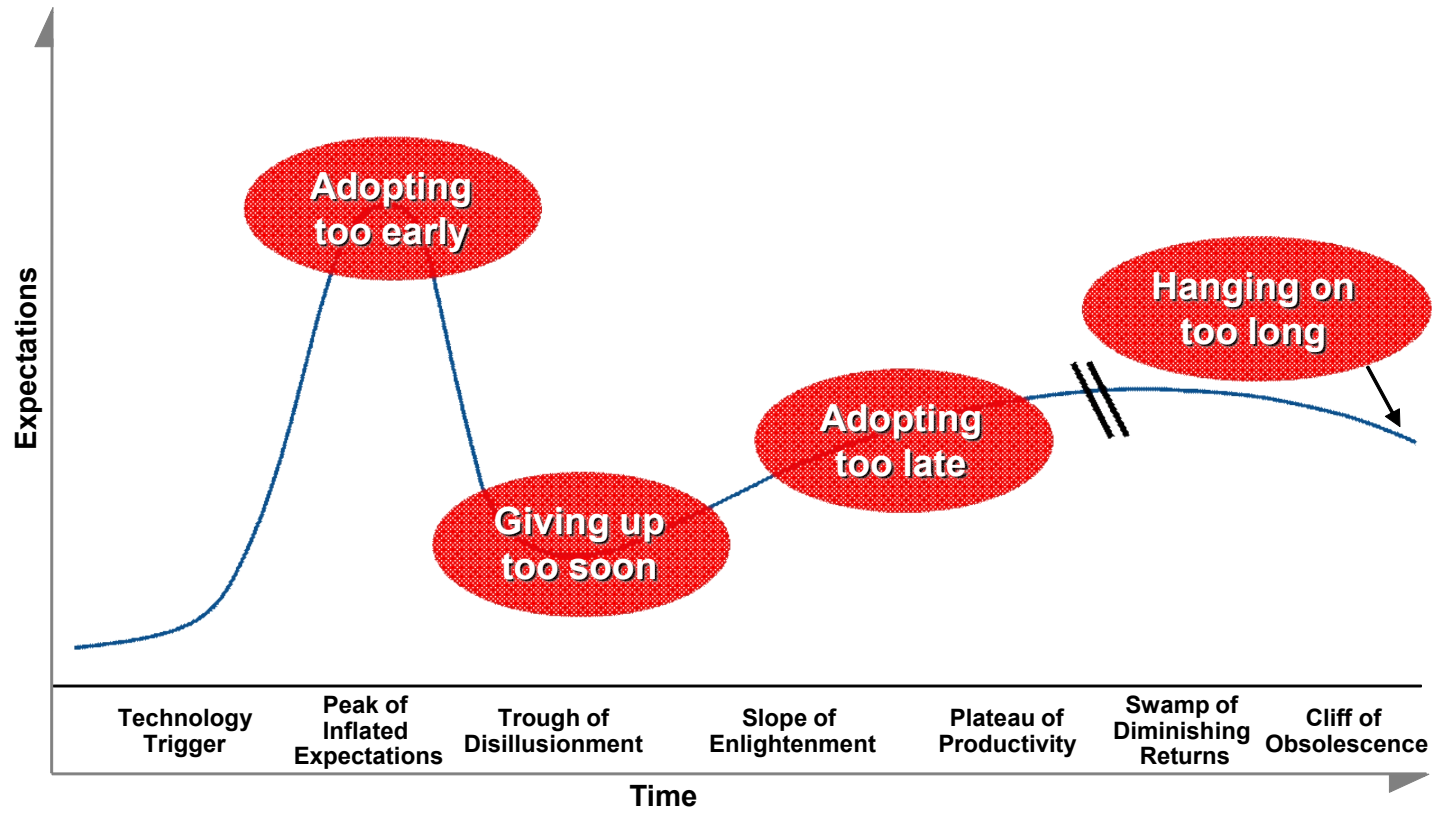 Expectations
Adopting
too early
Giving up
too soon
Adopting
too late
Hanging on
too long
Technology
Trigger
Peak of
Inflated
Expectations
Trough of
Disillusionment
Slope of
Enlightenment
Plateau of
Productivity
Swamp of
Diminishing
Returns
Cliff of
Obsolescence
Time